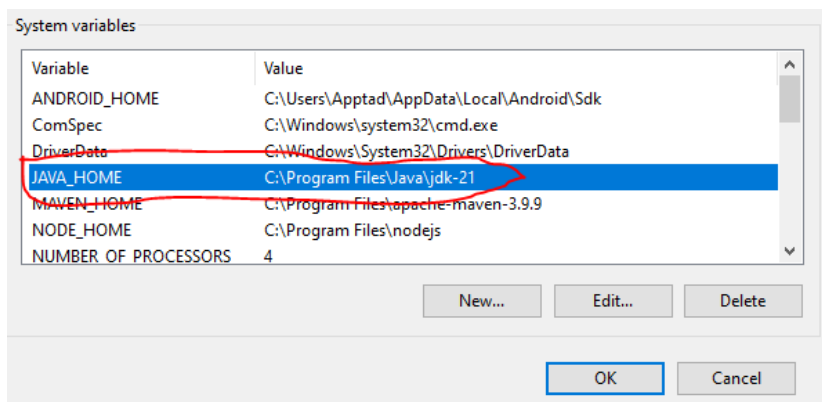 System variables
Variable Value
ANDROID_HOME C:\Users\Apptad\AppData\Local\Android\Sdk
ComSpec C:\Windows\system32\cmd.exe
DriverData C:\Windows\System32\Drivers\DriverData
JAVA_HOME C:\Program Files\Java\jdk-21
MAVEN_HOME C:\Program Files\apache-maven-3.9.9
NODE_HOME C:\Program Files\nodejs
NUMBER_OF_PROCESSORS 4
New... Edit... Delete
OK Cancel